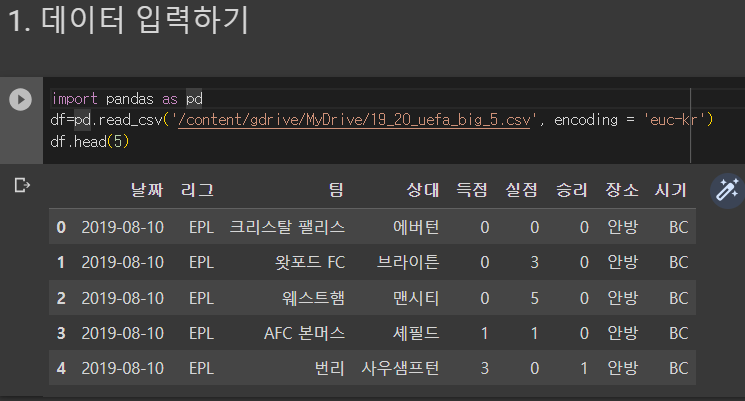 1. 데이터 입력하기
import pandas as pd
df=pd.read_csv('/content/gdrive/MyDrive/19_20_uefa_big_5.csv', encoding = 'euc-kr')
df.head(5)
날짜 리그 팀 상대 득점 실점 승리 장소 시기
0 2019-08-10 EPL 크리스탈 팰리스 에버턴 0 0 0 안방 BC
1 2019-08-10 EPL 왓포드 FC 브라이튼 0 3 0 안방 BC
2 2019-08-10 EPL 웨스트햄 맨시티 0 5 0 안방 BC
3 2019-08-10 EPL AFC 본머스 셰필드 1 1 0 안방 BC
4 2019-08-10 EPL 번리 사우샘프턴 3 0 1 안방 BC